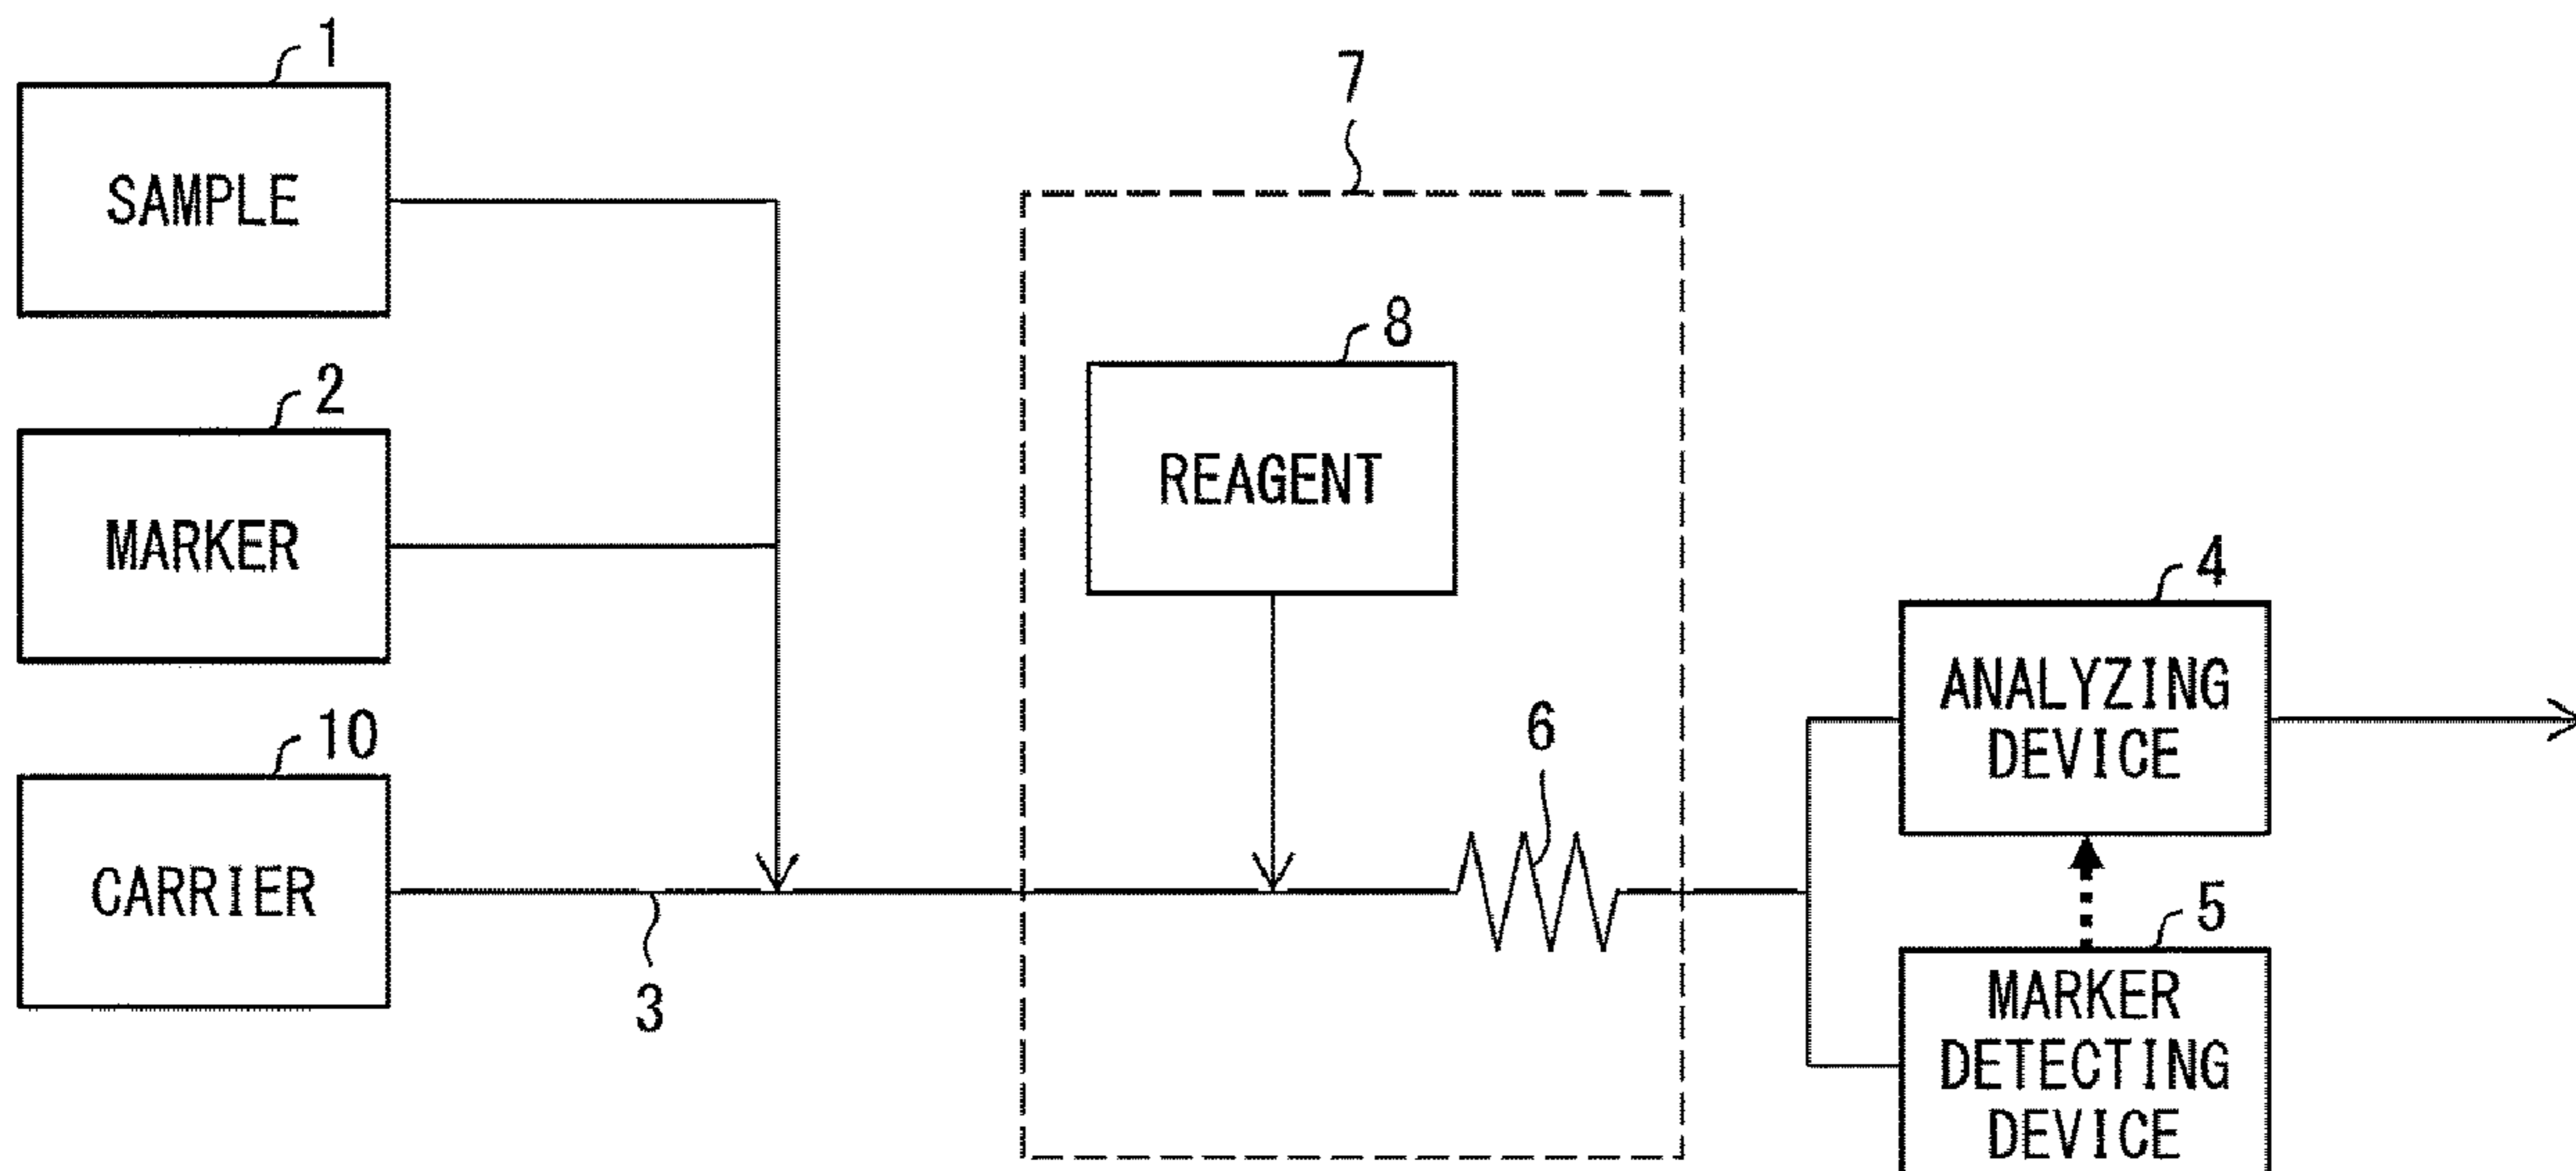 1
SAMPLE
2
MARKER
10
CARRIER
3
7
8
REAGENT
6
4
ANALYZING
DEVICE
5
MARKER
DETECTING
DEVICE